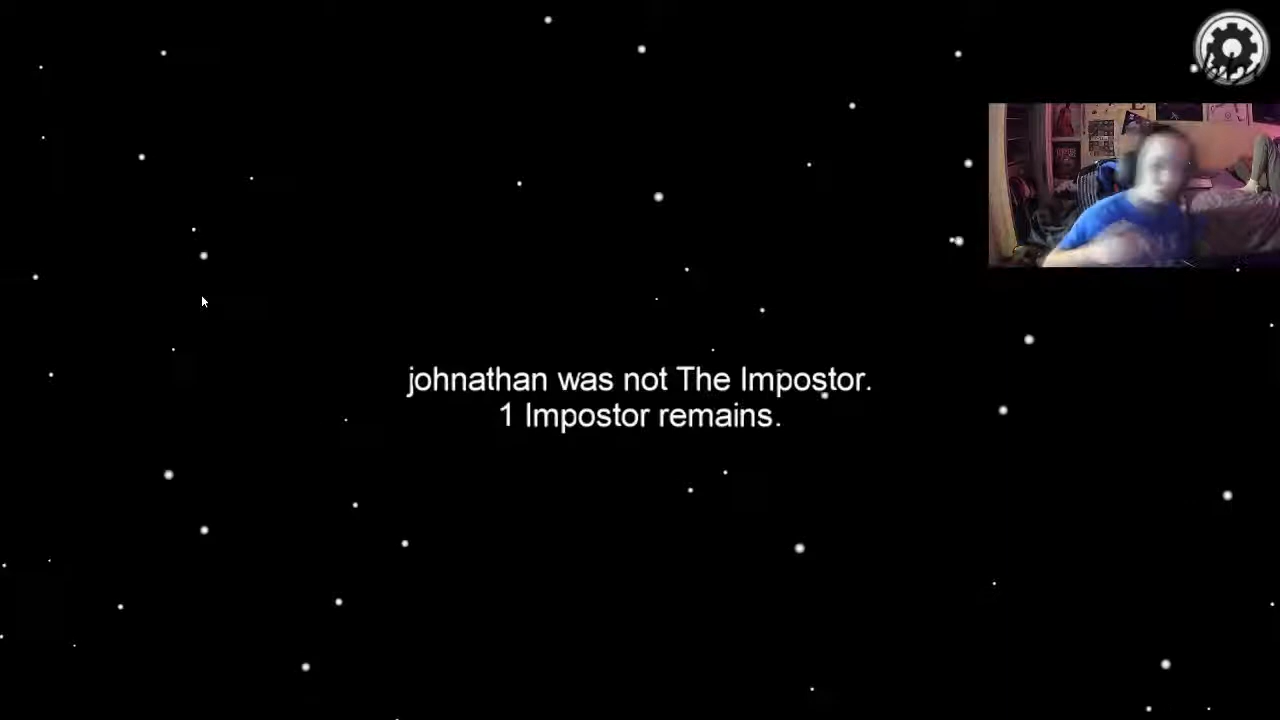 johnathan was not The Impostor.
1 Impostor remains.